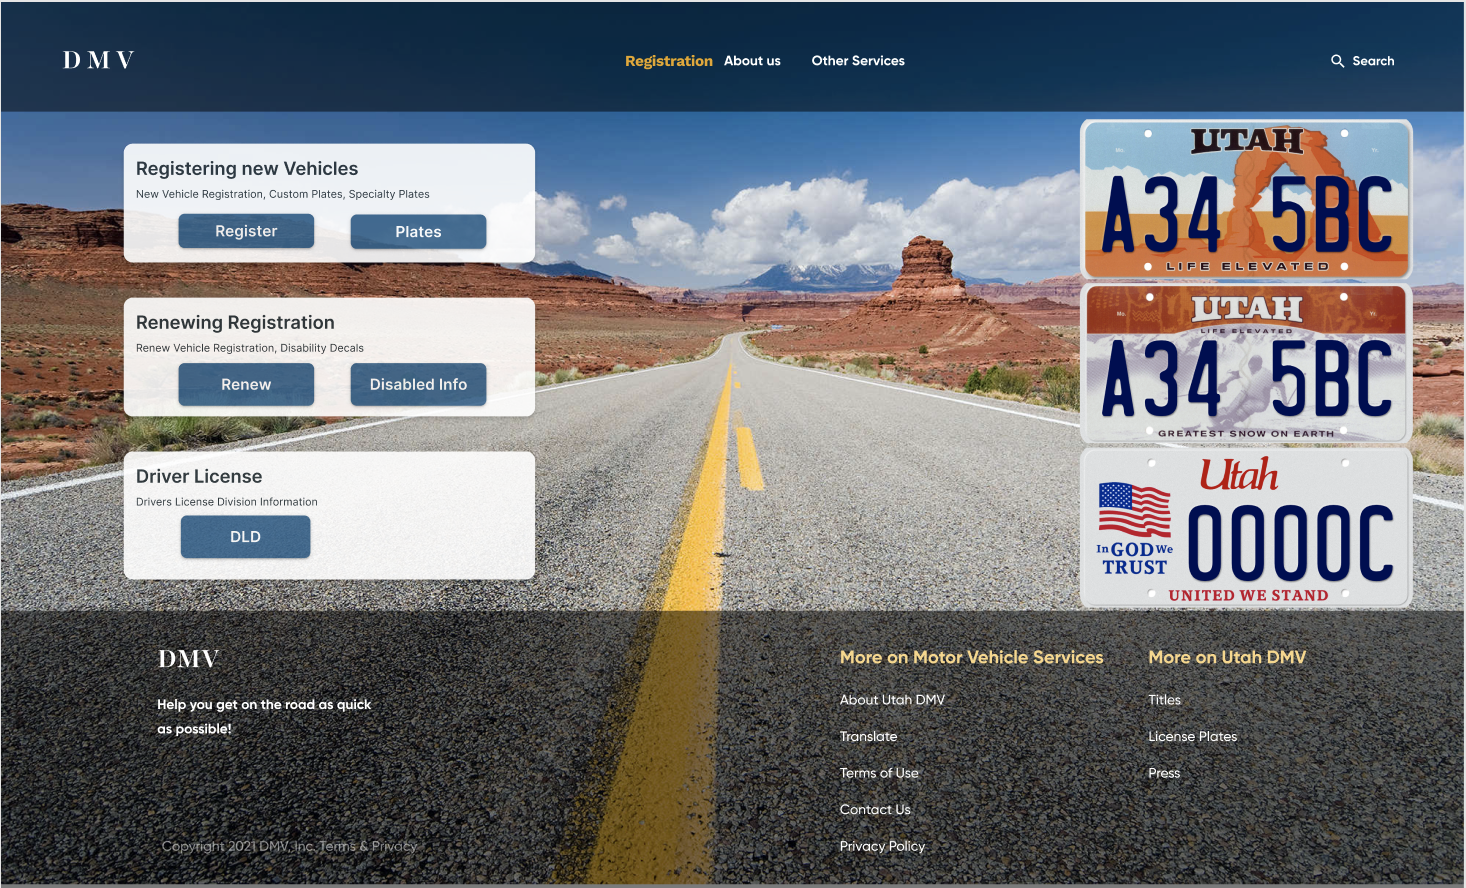 DMV
Registration About us Other Services
Search
Registering new Vehicles
New Vehicle Registration, Custom Plates, Specialty Plates
Register Plates
Renewing Registration
Renew Vehicle Registration, Disability Decals
Renew Disabled Info
Driver License
Drivers License Division Information
DLD
Mo. UTAH Yr.
A34 5BC
LIFE ELEVATED
Mo. UTAH Yr.
LIFE ELEVATED
A34 5BC
GREATEST SNOW ON EARTH
Utah
0000C
In GOD We
TRUST
UNITED WE STAND
DMV
Help you get on the road as quick
as possible!
Copyright 2021 DMV, Inc. Terms & Privacy
More on Motor Vehicle Services
About Utah DMV
Translate
Terms of Use
Contact Us
Privacy Policy
More on Utah DMV
Titles
License Plates
Press